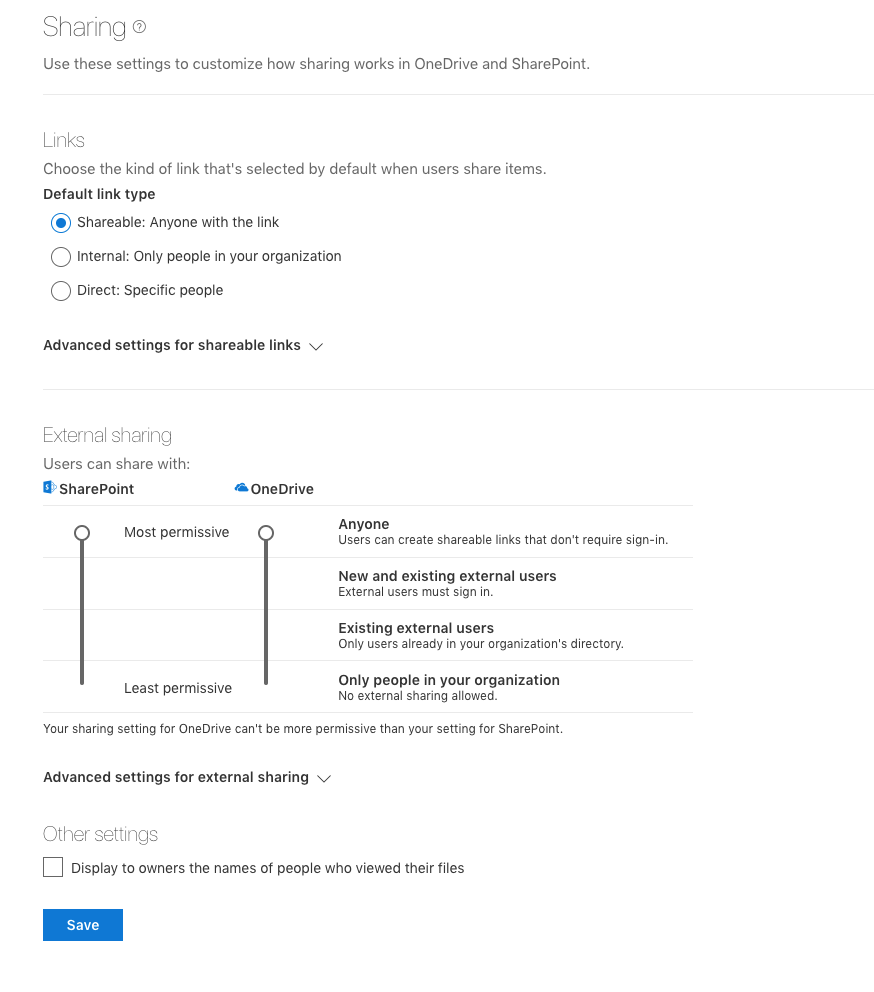 Sharing
Use these settings to customize how sharing works in OneDrive and SharePoint.
Links
Choose the kind of link that's selected by default when users share items.
Default link type
Shareable: Anyone with the link
Internal: Only people in your organization
Direct: Specific people
Advanced settings for shareable links
External sharing
Users can share with:
SharePoint OneDrive
Most permissive
Anyone
Users can create shareable links that don't require sign-in.
New and existing external users
External users must sign in.
Existing external users
Only users already in your organization's directory.
Least permissive
Only people in your organization
No external sharing allowed.
Your sharing setting for OneDrive can't be more permissive than your setting for SharePoint.
Advanced settings for external sharing
Other settings
Display to owners the names of people who viewed their files
Save